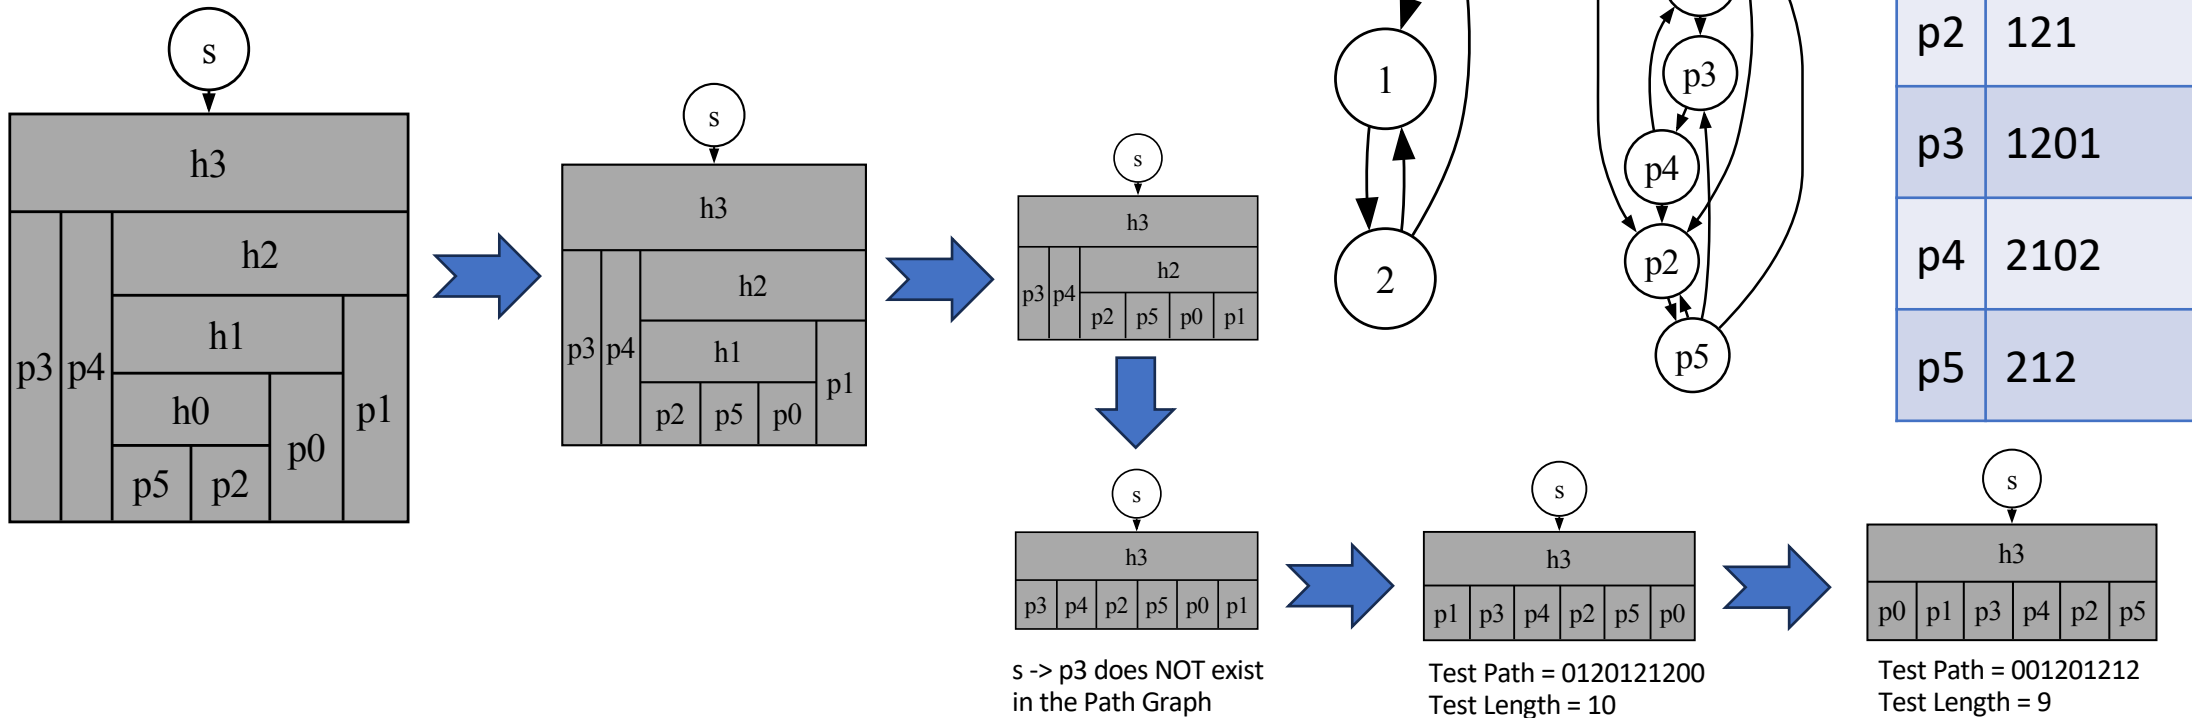 s
h3
p3 p4 h2
h1 p1
h0 p0
p5 p2
s
h3
p3 p4 h2
h1 p1
p2 p5 p0
s
h3
p3 p4 h2
p2 p5 p0 p1
1
2
p3
p4
p2
p5
p2 121
p3 1201
p4 2102
p5 212
s
h3
p3 p4 p2 p5 p0 p1
s -> p3 does NOT exist
in the Path Graph
s
h3
p1 p3 p4 p2 p5 p0
Test Path = 0120121200
Test Length = 10
s
h3
p0 p1 p3 p4 p2 p5
Test Path = 001201212
Test Length = 9